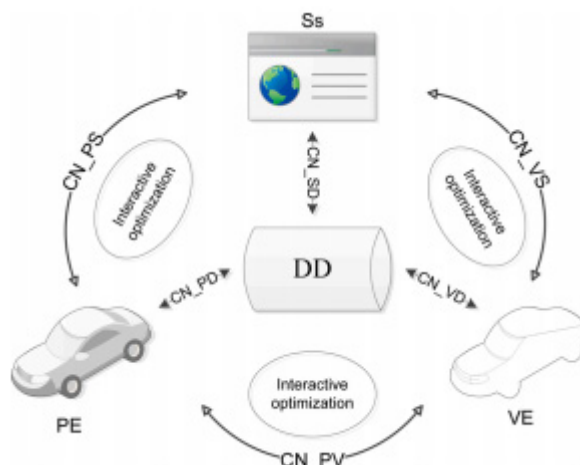 Ss
CN_PS
Interactive
optimization
CN_SD
Interactive
optimization
CN_VS
DD
CN_PD
CN_VD
Interactive
optimization
PE
VE
CN_PV